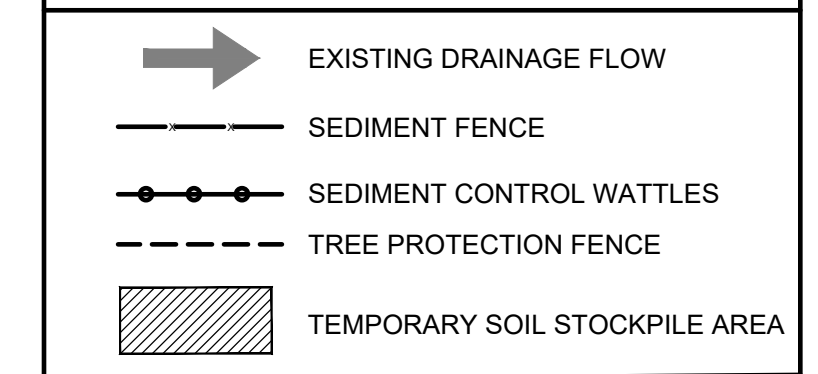 EXISTING DRAINAGE FLOW
x x
SEDIMENT FENCE
SEDIMENT CONTROL WATTLES
TREE PROTECTION FENCE
TEMPORARY SOIL STOCKPILE AREA